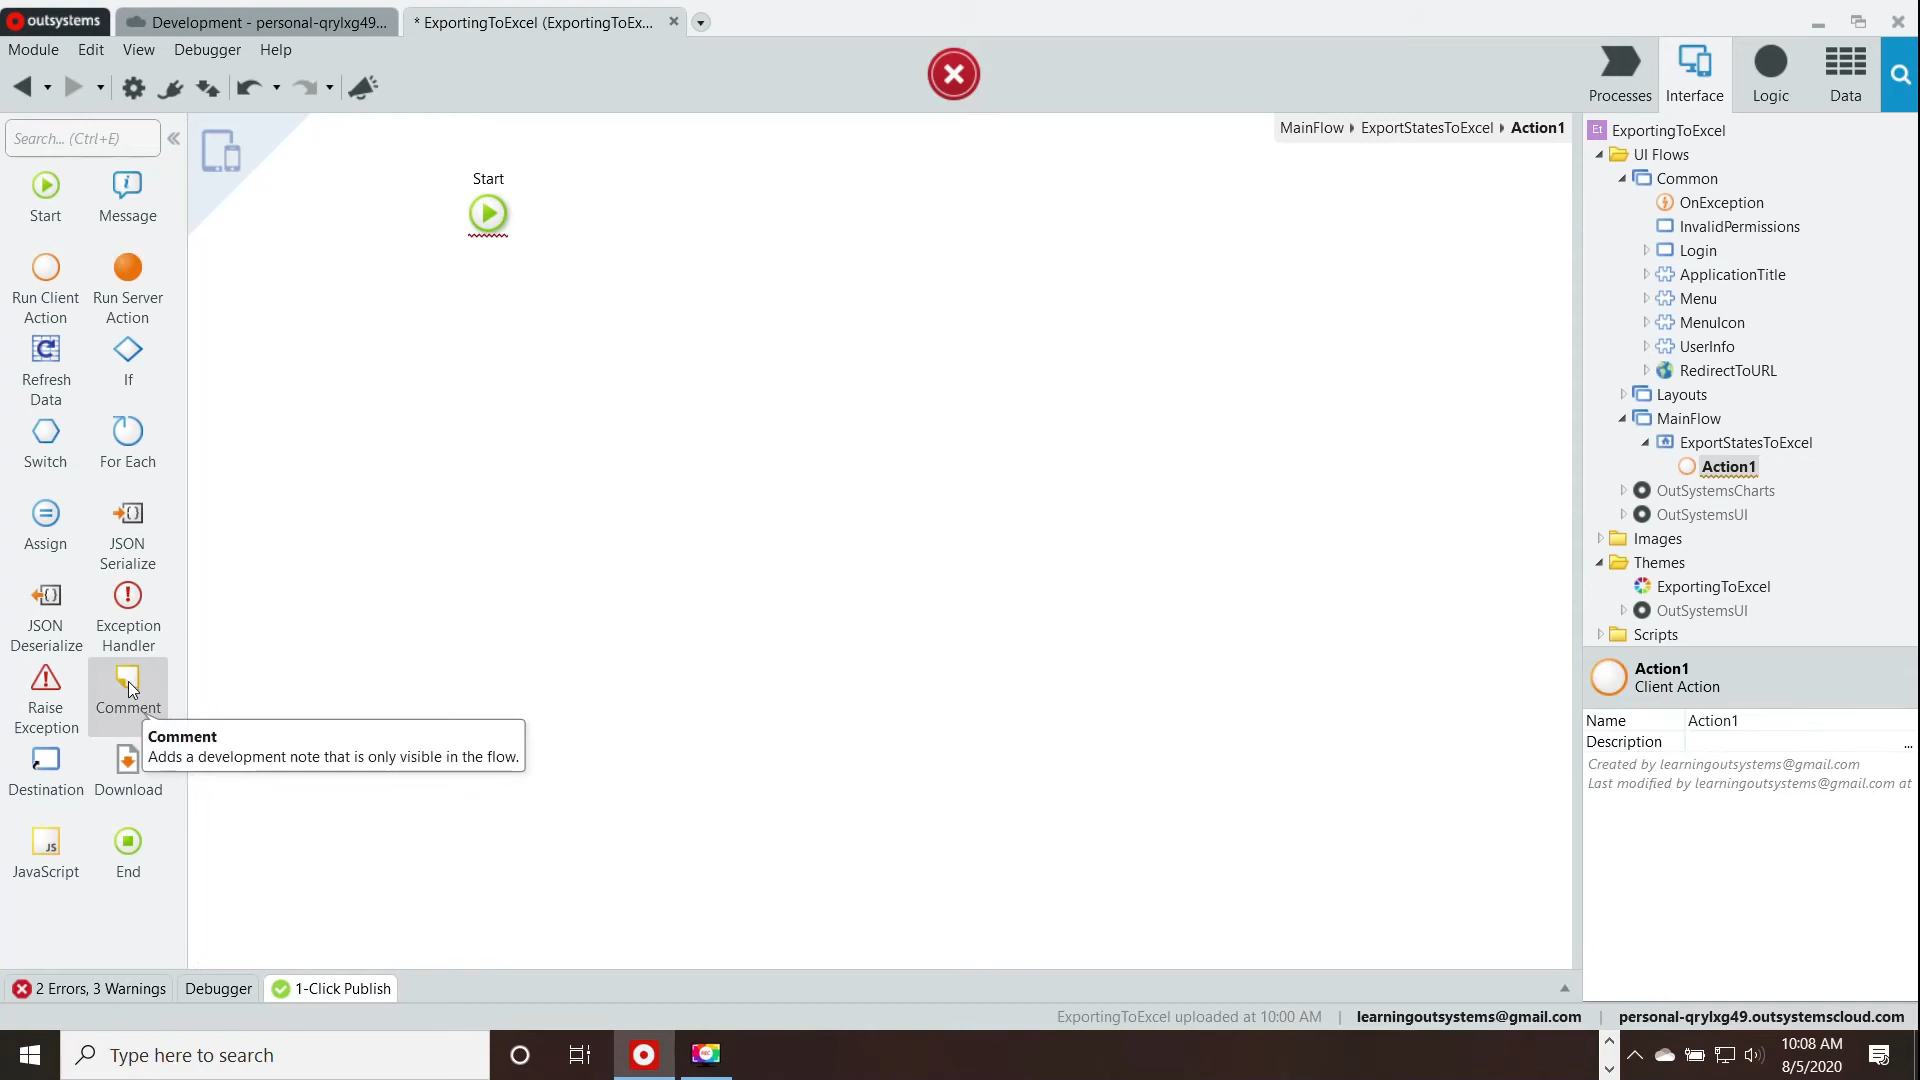 outsystems
Development - personal-qrylxg49...
* ExportingToExcel (ExportingToEx...
Module
Edit
View
Debugger
Help
Processes
Interface
Logic
Data
Search... (Ctrl+E)
Start
Message
Run Client
Action
Run Server
Action
Refresh
Data
If
Switch
For Each
Assign
JSON
Serialize
JSON
Deserialize
Exception
Handler
Raise
Exception
Comment
Destination
Download
JS
JavaScript
End
Comment
Adds a development note that is only visible in the flow.
Start
MainFlow
ExportStatesToExcel
Action1
Et
ExportingToExcel
UI Flows
Common
OnException
InvalidPermissions
Login
ApplicationTitle
Menu
MenuIcon
UserInfo
RedirectToURL
Layouts
MainFlow
ExportStatesToExcel
Action1
OutSystemsCharts
OutSystemsUI
Images
Themes
ExportingToExcel
OutSystemsUI
Scripts
Action1
Client Action
Name
Action1
Description
...
Created by learningoutsystems@gmail.com
Last modified by learningoutsystems@gmail.com at
2 Errors, 3 Warnings
Debugger
1-Click Publish
ExportingToExcel uploaded at 10:00 AM | learningoutsystems@gmail.com | personal-qrylxg49.outsystemscloud.com
Type here to search
REC
10:08 AM
8/5/2020